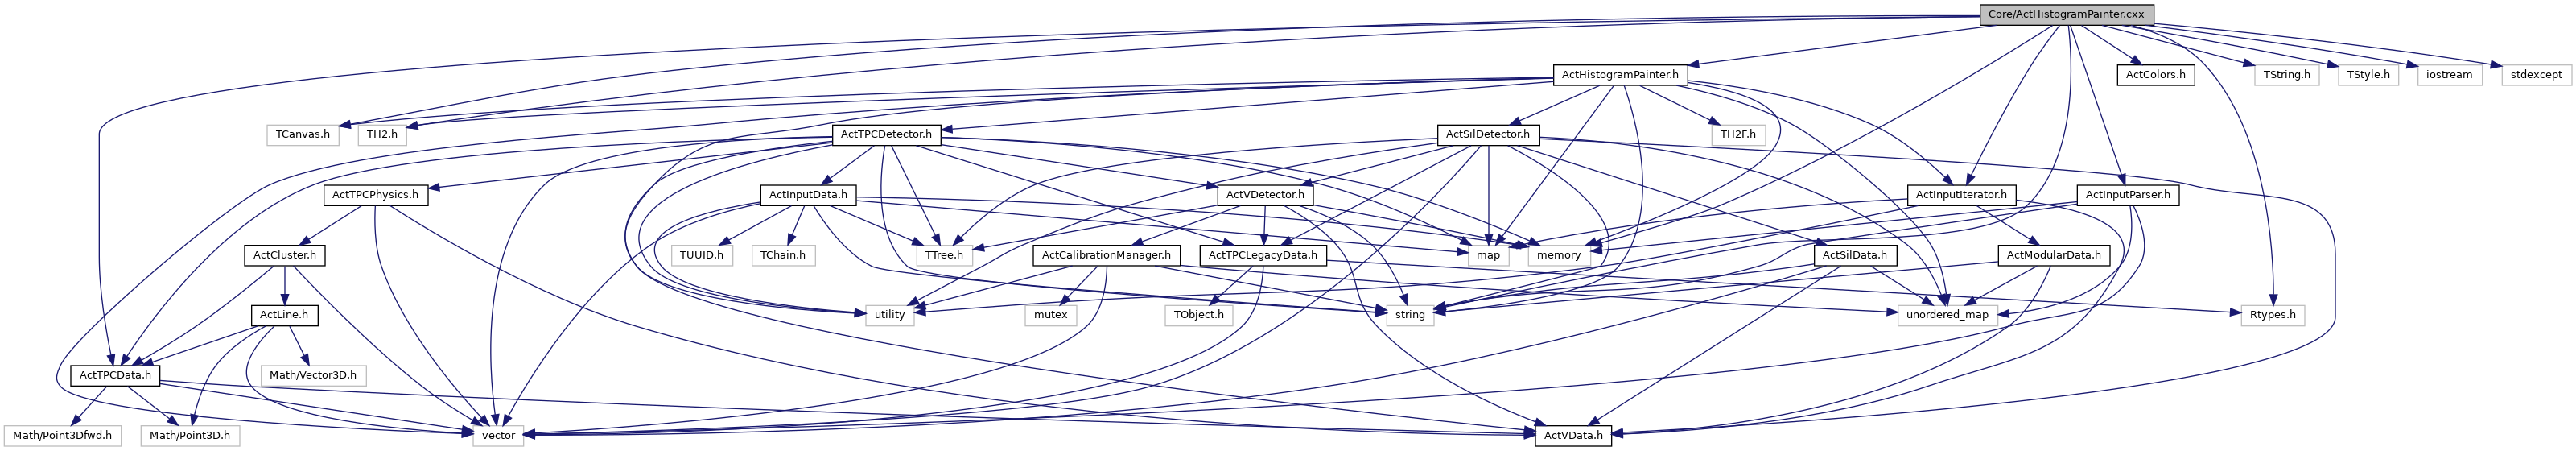 Core/ActHistogramPainter.cxx
ActHistogramPainter.h
ActColors.h
TString.h
TStyle.h
iostream
stdexcept
TCanvas.h
TH2.h
ActTPCDetector.h
ActSilDetector.h
TH2F.h
ActTPCPhysics.h
ActInputData.h
ActVDetector.h
ActInputIterator.h
ActInputParser.h
ActCluster.h
TUUID.h
TChain.h
TTree.h
ActCalibrationManager.h
ActTPCLegacyData.h
map
memory
ActSilData.h
ActModularData.h
ActLine.h
utility
mutex
TObject.h
string
unordered_map
Rtypes.h
ActTPCData.h
Math/Vector3D.h
Math/Point3Dfwd.h
Math/Point3D.h
vector
ActVData.h